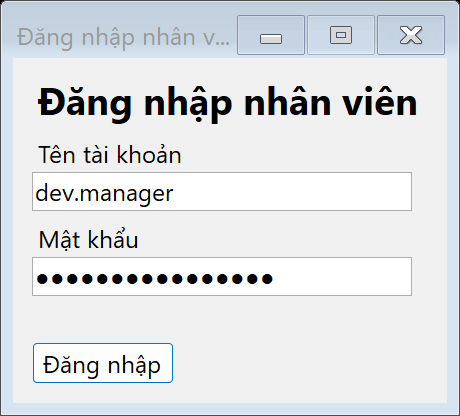 Đăng nhập nhân v...
Đăng nhập nhân viên
Tên tài khoản
dev.manager
Mật khẩu
●●●●●●●●●●●●●●●●
Đăng nhập